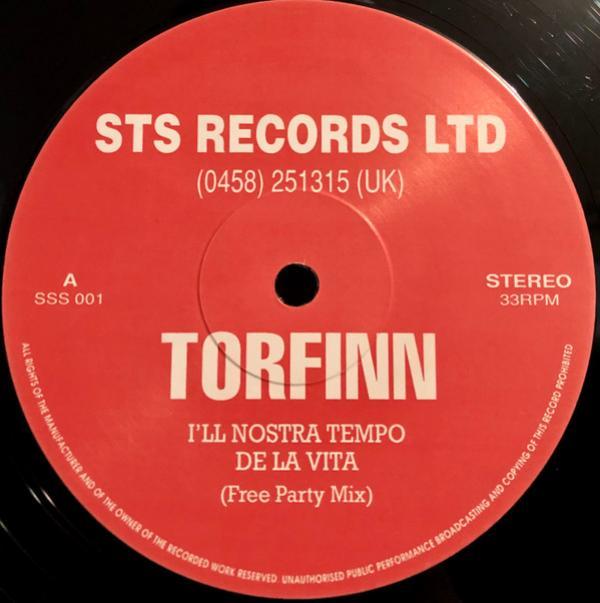 STS RECORDS LTD
(0458) 251315 (UK)
A
SSS 001
STEREO
33RPM
TORFINN
I'LL NOSTRA TEMPO
DE LA VITA
(Free Party Mix)
ALL RIGHTS OF THE MANUFACTURER AND OF THE OWNER OF THE RECORDED WORK RESERVED. UNAUTHORISED PUBLIC PERFORMANCE BROADCASTING AND COPYING OF THIS RECORD PROHIBITED